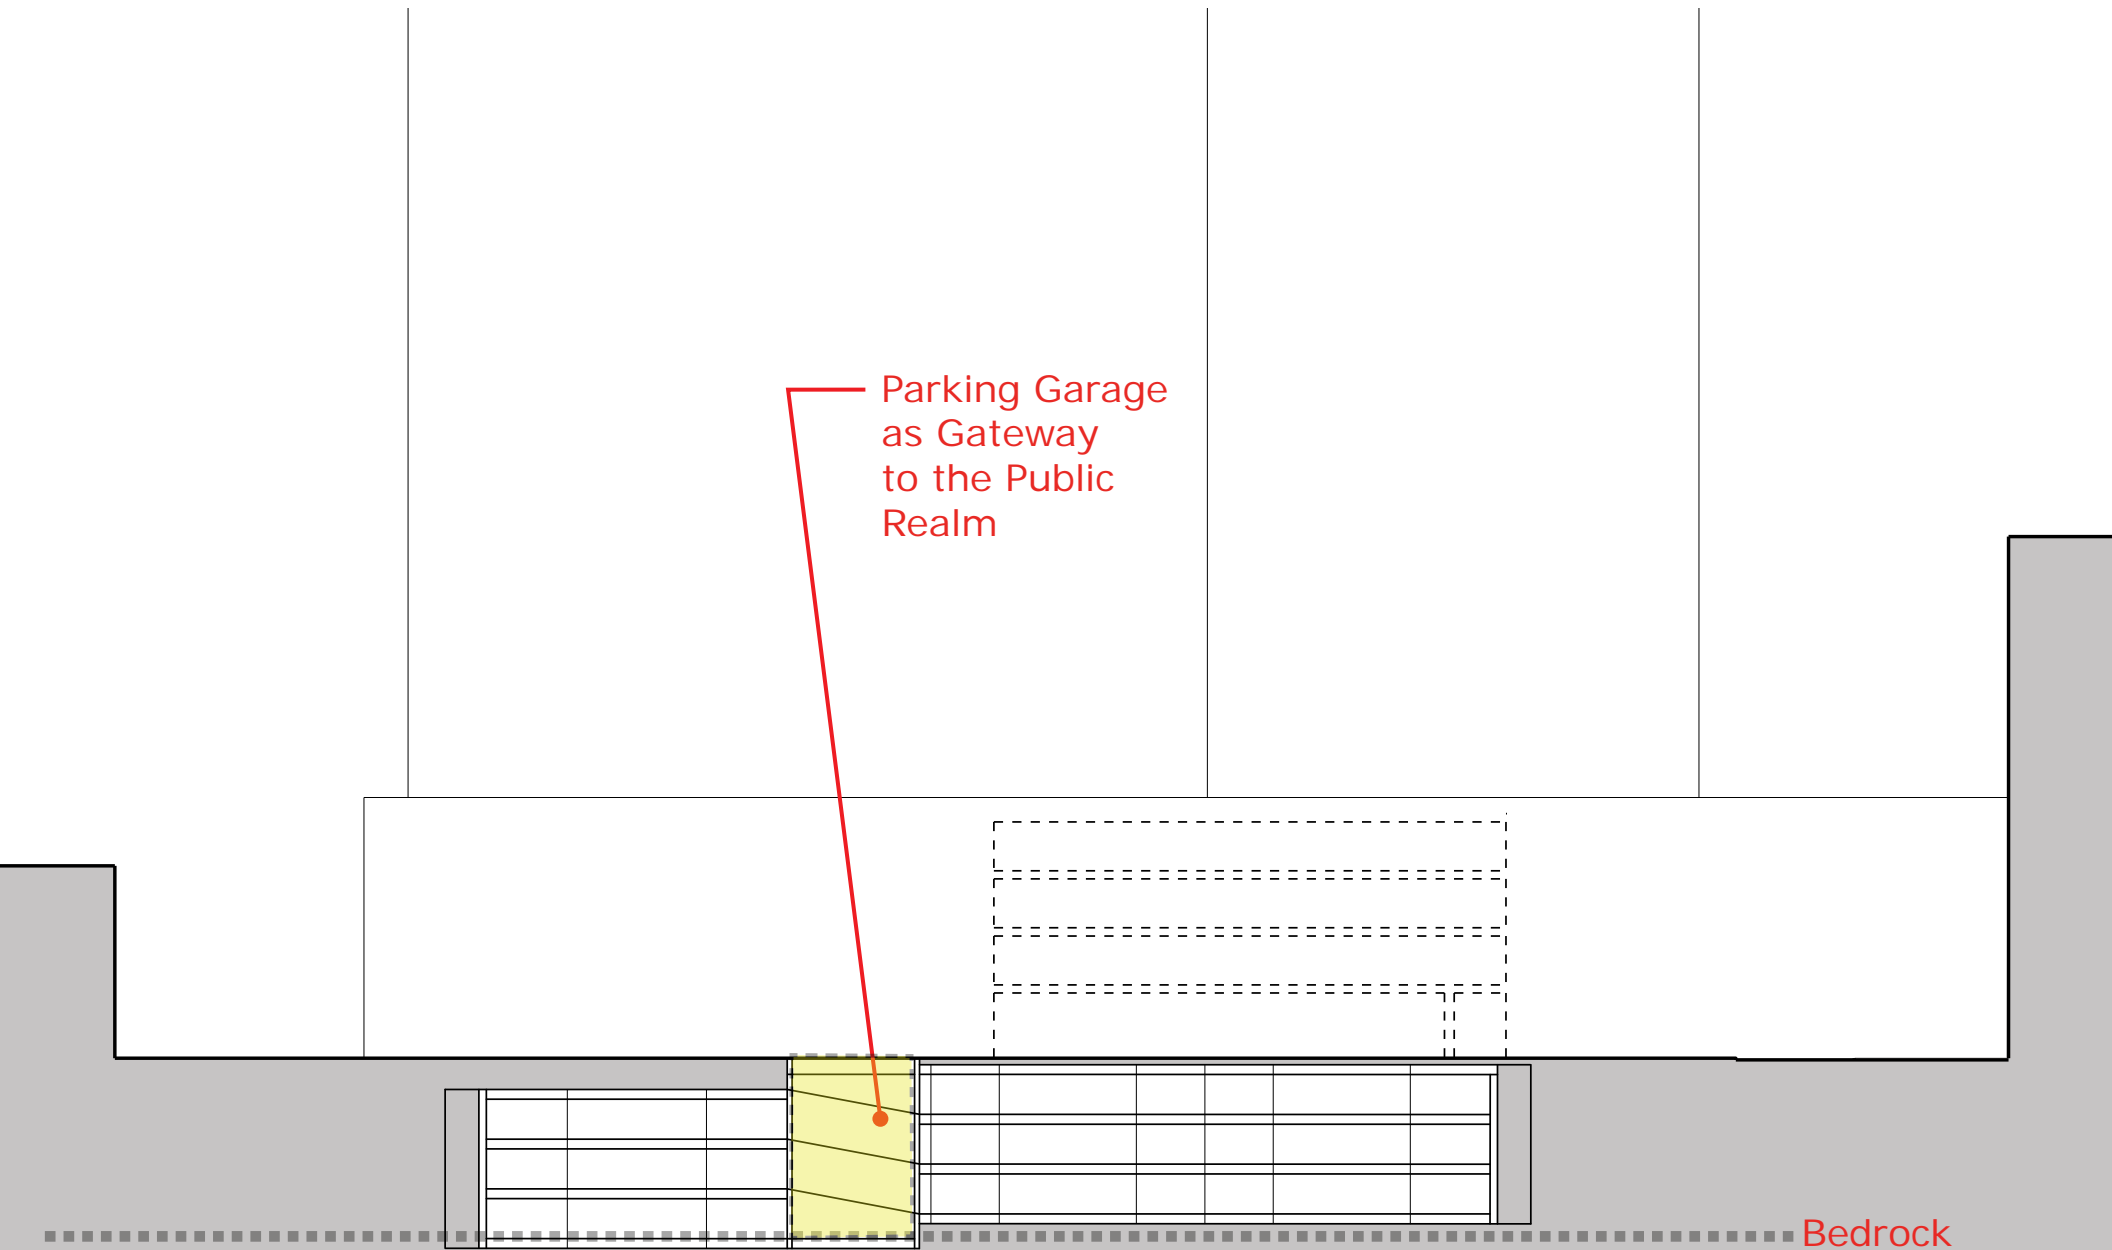 Parking Garage
as Gateway
to the Public
Realm
Bedrock